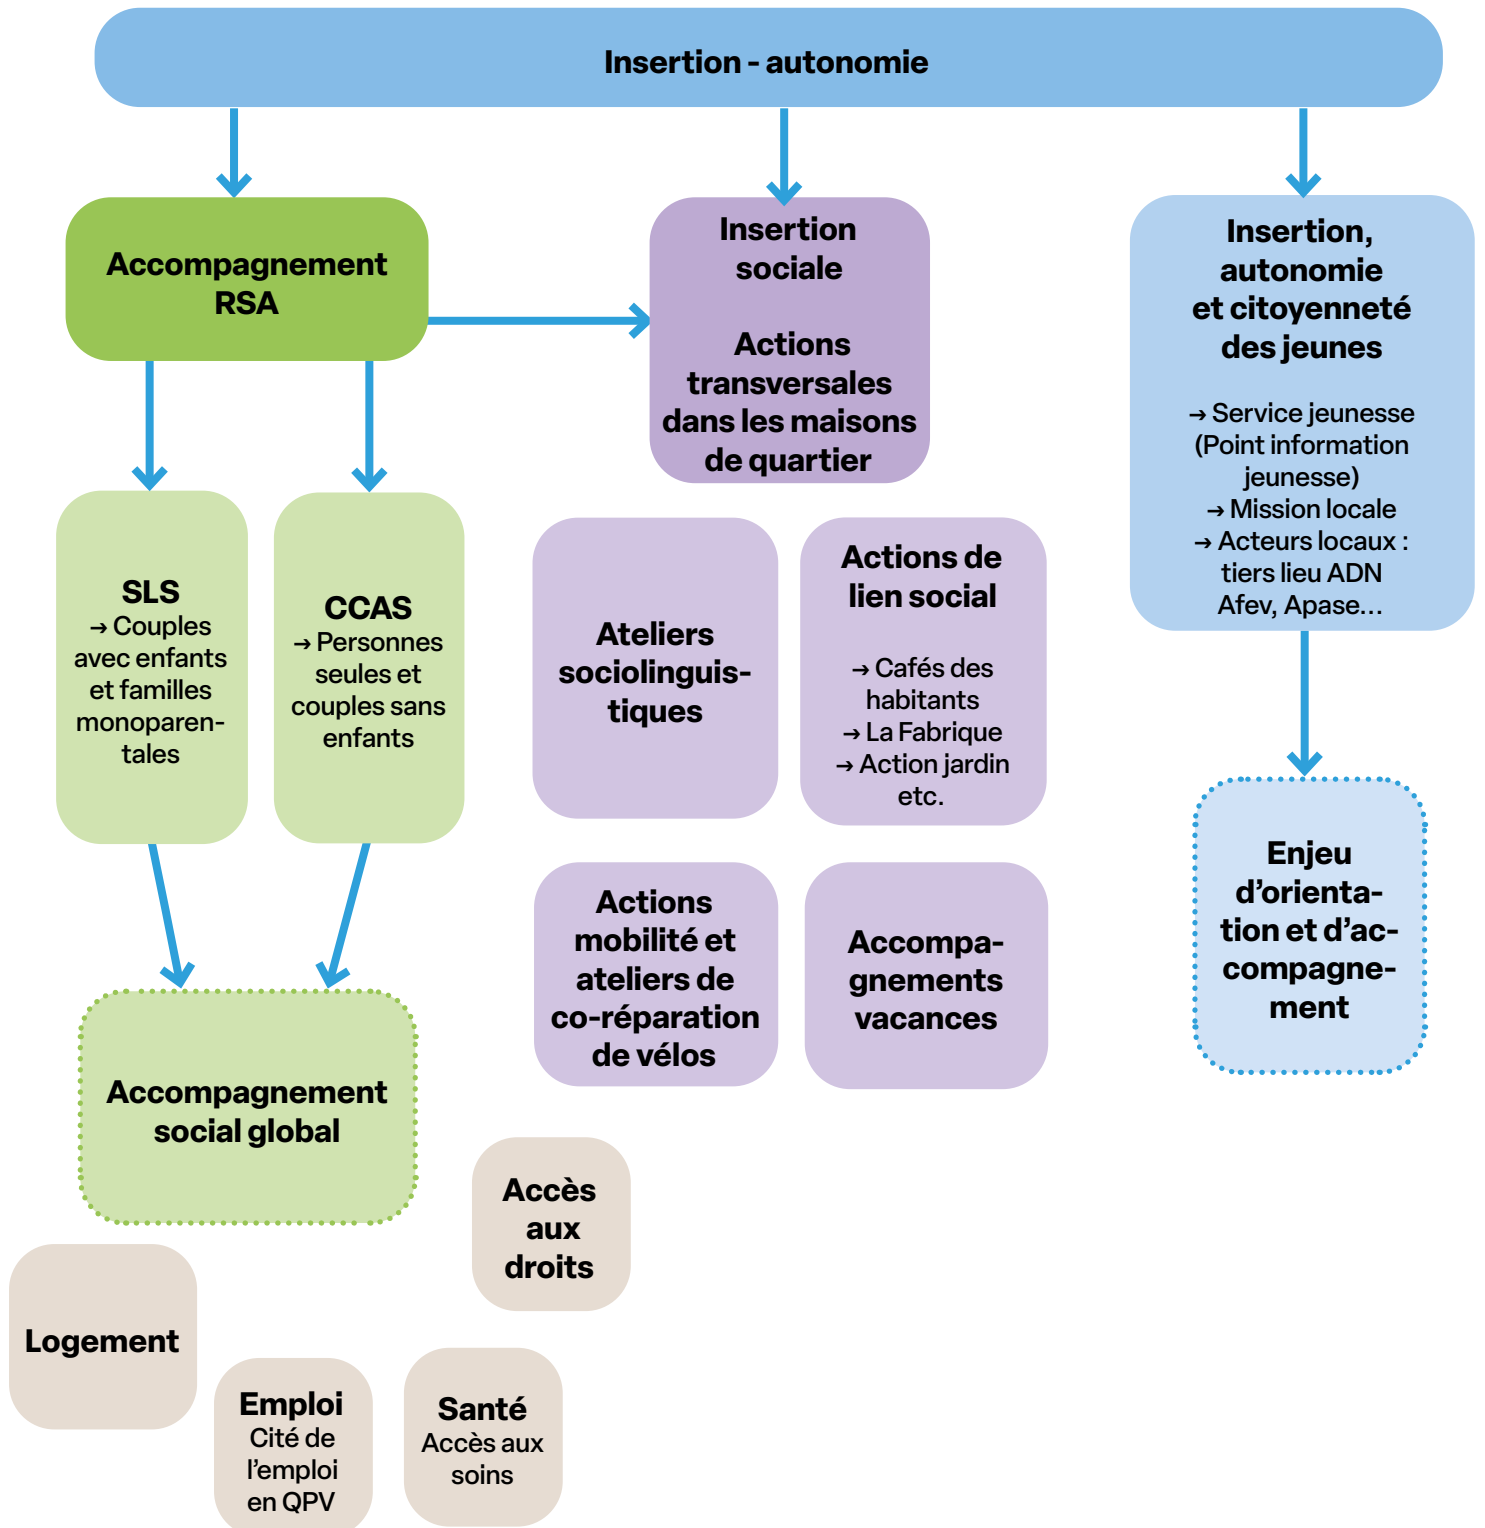 Insertion - autonomie
Accompagnement
RSA
Insertion
sociale
Actions
transversales
dans les maisons
de quartier
Insertion,
autonomie
et citoyenneté
des jeunes
→ Service jeunesse
(Point information
jeunesse)
→ Mission locale
→ Acteurs locaux :
tiers lieu ADN
Afev, Apase…
SLS
→ Couples
avec enfants
et familles
monoparen-
tales
CCAS
→ Personnes
seules et
couples sans
enfants
Ateliers
sociolinguis-
tiques
Actions de
lien social
→ Cafés des
habitants
→ La Fabrique
→ Action jardin
etc.
Actions
mobilité et
ateliers de
co-réparation
de vélos
Accompa-
gnements
vacances
Enjeu
d’orienta-
tion et d’ac-
compagne-
ment
Accompagnement
social global
Accès
aux
droits
Logement
Emploi
Cité de
l’emploi
en QPV
Santé
Accès aux
soins